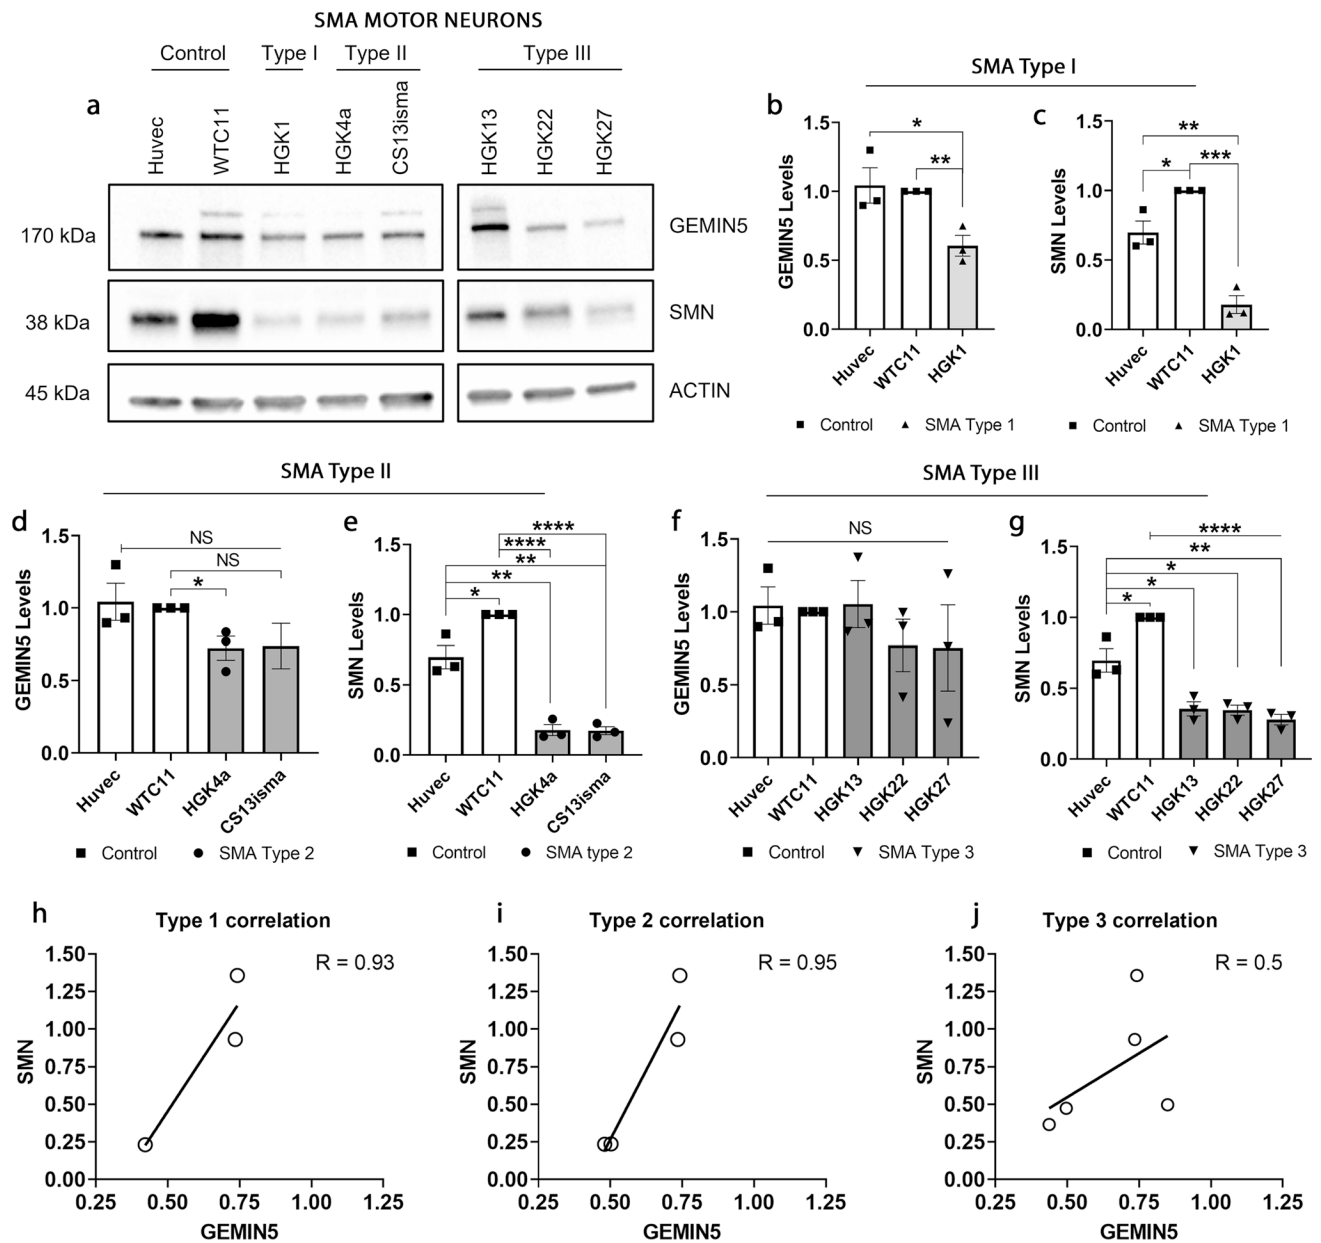 SMA MOTOR NEURONS
Control Type I Type II Type III
a
Huvec WTC11 HGK1 HGK4a CS13isma HGK13 HGK22 HGK27
170 kDa GEMIN5
38 kDa SMN
45 kDa ACTIN
SMA Type I
b
GEMIN5 Levels
1.5
1.0
0.5
0.0
*
**
Huvec WTC11 HGK1
Control SMA Type 1
c
SMN Levels
1.5
1.0
0.5
0.0
**
* ***
Huvec WTC11 HGK1
Control SMA Type 1
SMA Type II
d
GEMIN5 Levels
1.5
1.0
0.5
0.0
NS
NS
*
Huvec WTC11 HGK4a CS13isma
Control SMA Type 2
e
SMN Levels
1.5
1.0
0.5
0.0
****
****
**
**
*
Huvec WTC11 HGK4a CS13isma
Control SMA type 2
SMA Type III
f
GEMIN5 Levels
1.5
1.0
0.5
0.0
NS
Huvec WTC11 HGK13 HGK22 HGK27
Control SMA Type 3
g
SMN Levels
1.5
1.0
0.5
0.0
****
**
*
*
*
Huvec WTC11 HGK13 HGK22 HGK27
Control SMA Type 3
h
Type 1 correlation
R = 0.93
SMN
1.50
1.25
1.00
0.75
0.50
0.25
0.00
0.25 0.50 0.75 1.00 1.25
GEMIN5
i
Type 2 correlation
R = 0.95
SMN
1.50
1.25
1.00
0.75
0.50
0.25
0.00
0.25 0.50 0.75 1.00 1.25
GEMIN5
j
Type 3 correlation
R = 0.5
SMN
1.50
1.25
1.00
0.75
0.50
0.25
0.00
0.25 0.50 0.75 1.00 1.25
GEMIN5